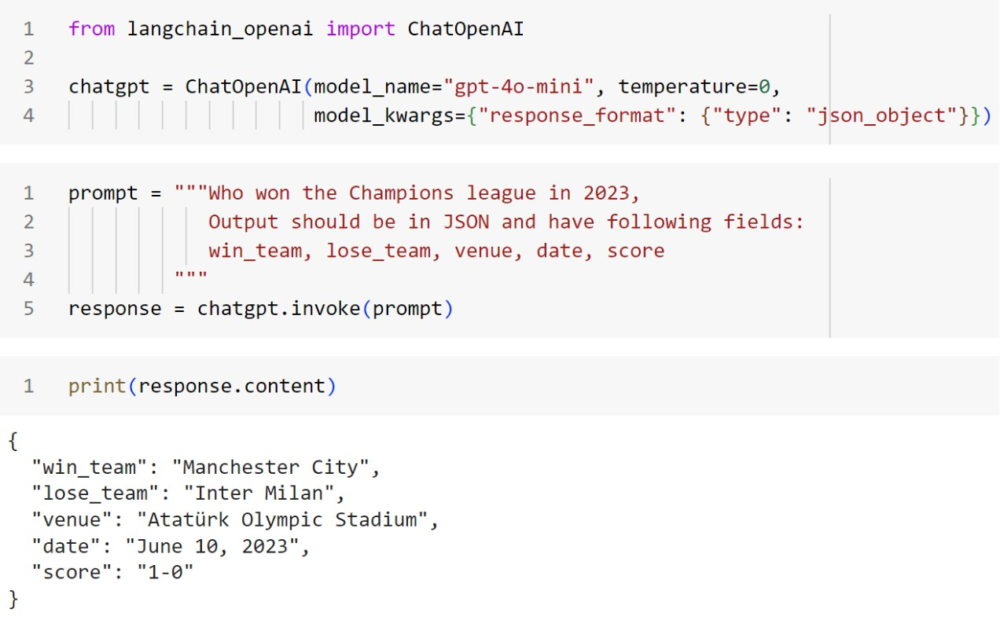 1 from langchain_openai import ChatOpenAI
2
3 chatgpt = ChatOpenAI(model_name="gpt-4o-mini", temperature=0,
4 model_kwargs={"response_format": {"type": "json_object"}})
1 prompt = """Who won the Champions league in 2023,
2 Output should be in JSON and have following fields:
3 win_team, lose_team, venue, date, score
4 """
5 response = chatgpt.invoke(prompt)
1 print(response.content)
{
"win_team": "Manchester City",
"lose_team": "Inter Milan",
"venue": "Atatürk Olympic Stadium",
"date": "June 10, 2023",
"score": "1-0"
}